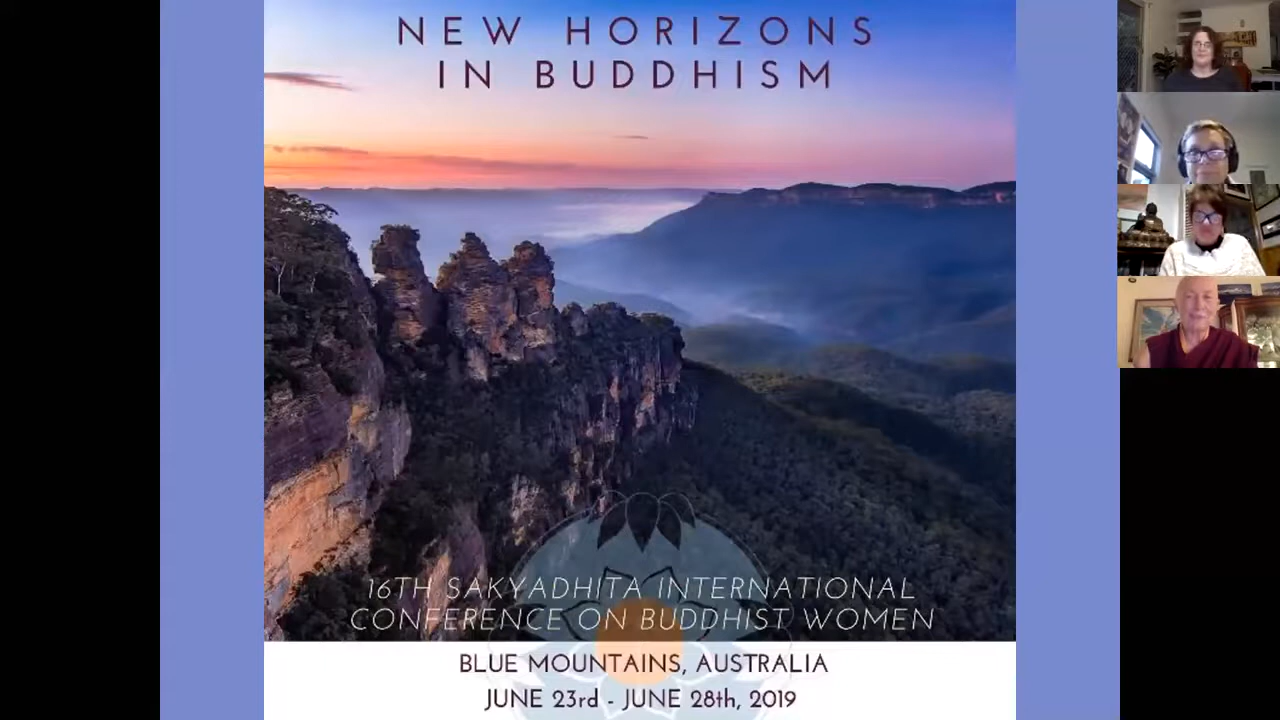 NEW HORIZONS
IN BUDDHISM
16TH SAKYADHITA INTERNATIONAL
CONFERENCE ON BUDDHIST WOMEN
BLUE MOUNTAINS, AUSTRALIA
JUNE 23rd - JUNE 28th, 2019